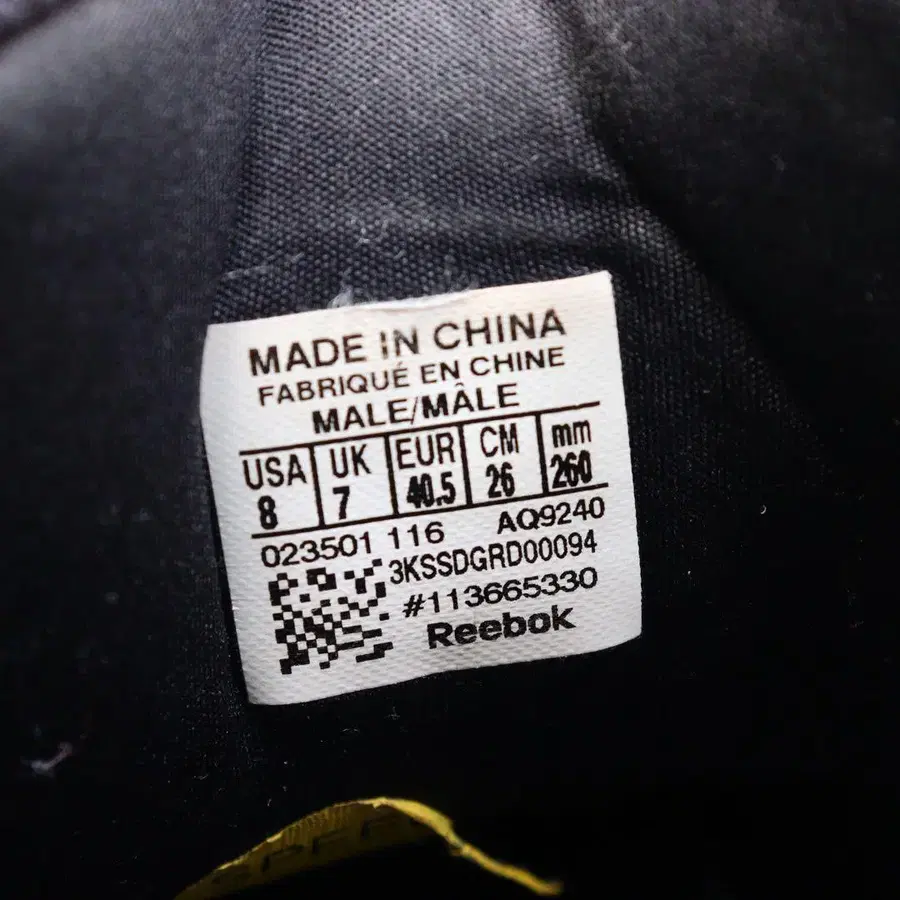 MADE IN CHINA
FABRIQUÉ EN CHINE
MALE/MÂLE
USA UK EUR CM mm
8 7 40.5 26 260
023501 116 AQ9240
3KSSDGRD00094
#113665330
Reebok